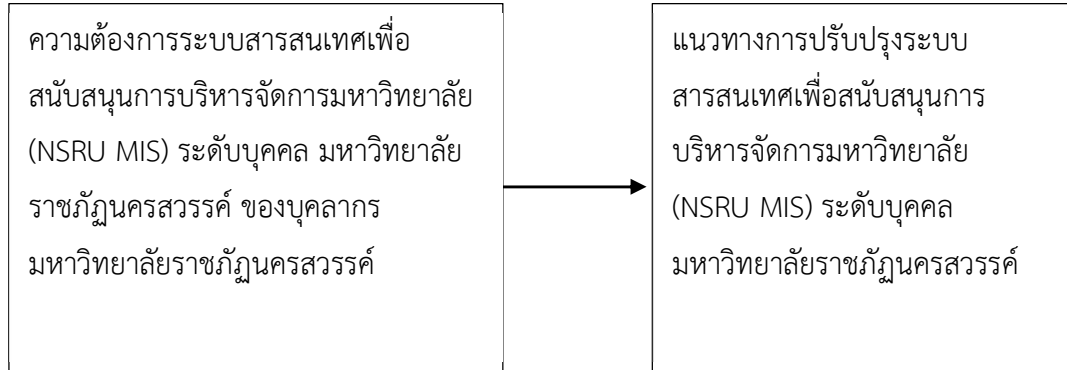 ความต้องการระบบสารสนเทศเพื่อ
สนับสนุนการบริหารจัดการมหาวิทยาลัย
(NSRU MIS) ระดับบุคคล มหาวิทยาลัย
ราชภัฏนครสวรรค์ ของบุคลากร
มหาวิทยาลัยราชภัฏนครสวรรค์
แนวทางการปรับปรุงระบบ
สารสนเทศเพื่อสนับสนุนการ
บริหารจัดการมหาวิทยาลัย
(NSRU MIS) ระดับบุคคล
มหาวิทยาลัยราชภัฏนครสวรรค์